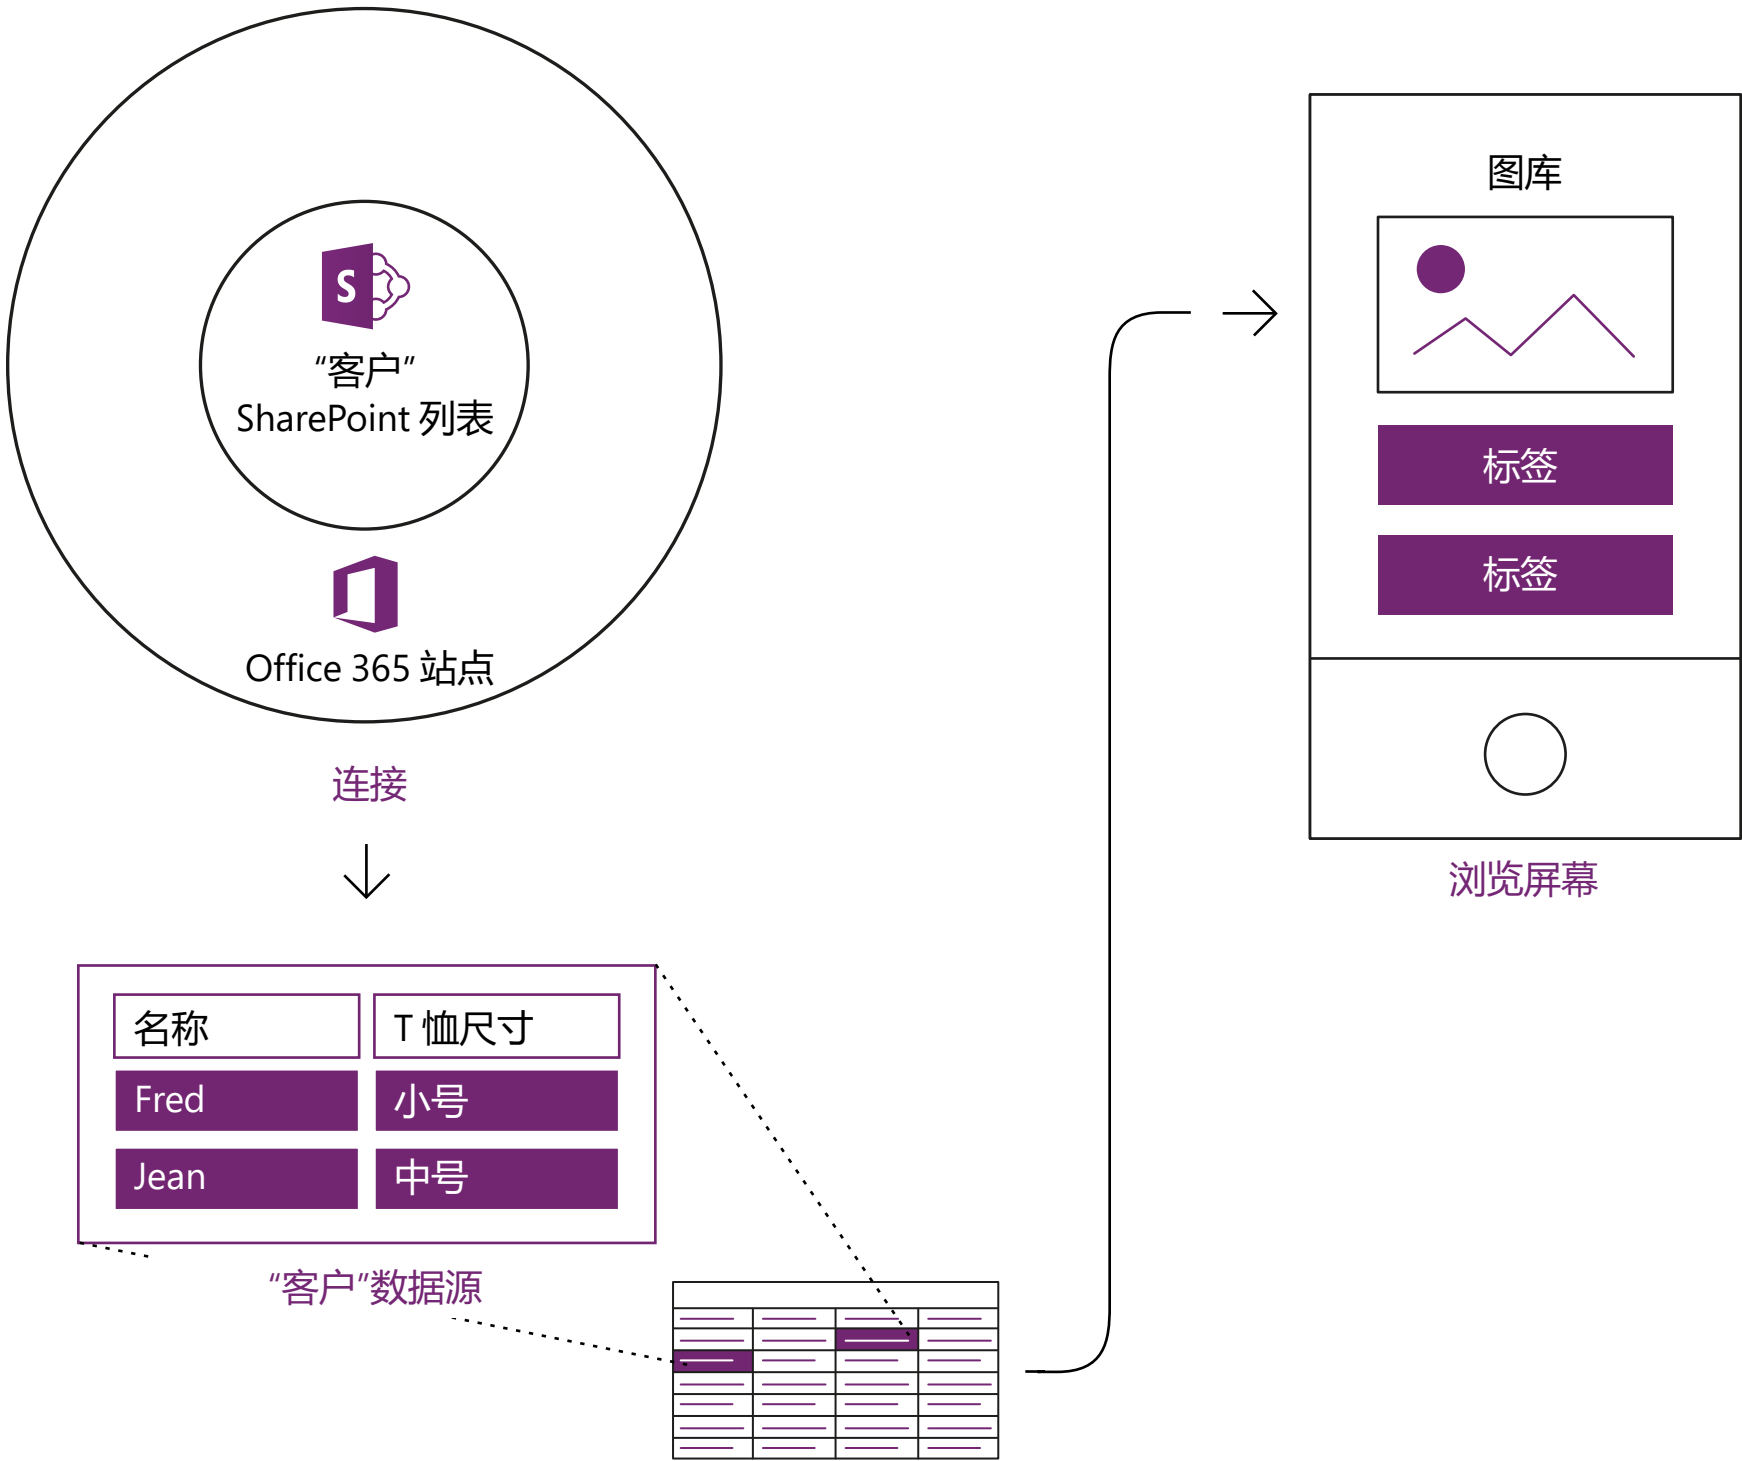 S
“客户”
SharePoint 列表
Office 365 站点
连接
名称 T 恤尺寸
Fred 小号
Jean 中号
“客户”数据源
图库
标签
标签
浏览屏幕